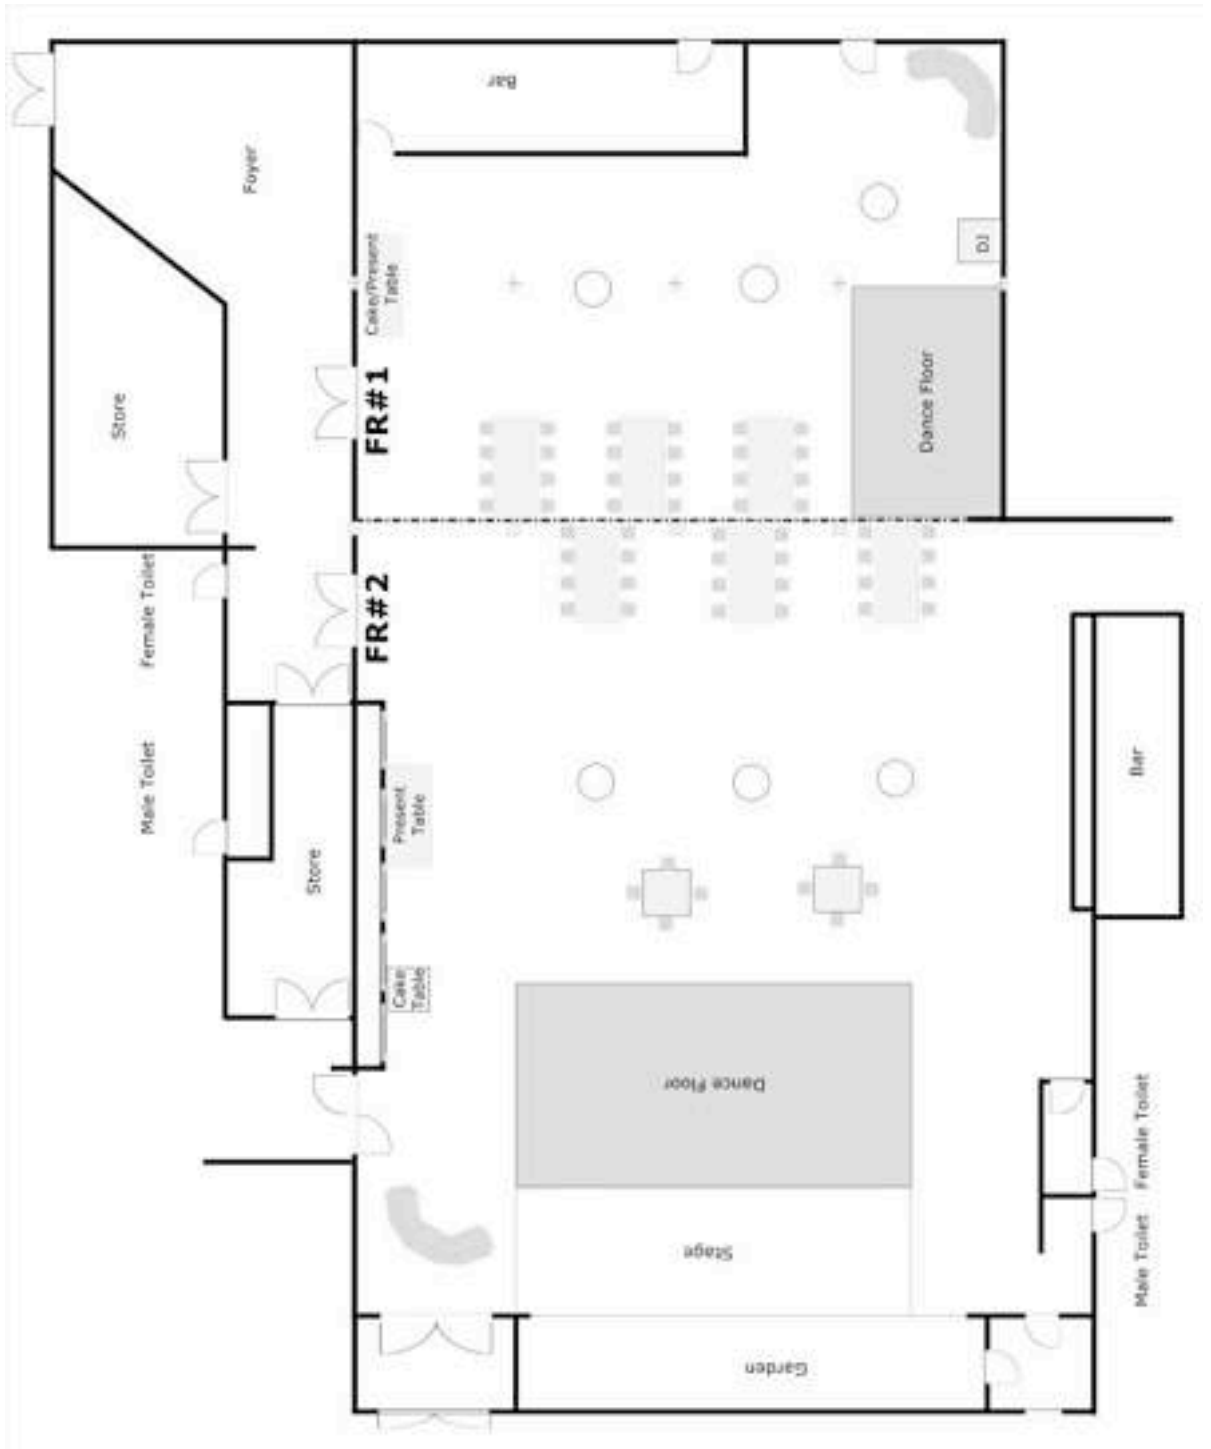 Bar
Foyer
Cake/Present
Table
DJ
Store
FR#1
Dance Floor
Female Toilet
FR#2
Male Toilet
Store
Present
Table
Bar
Cake
Table
Dance Floor
Female Toilet
Stage
Male Toilet
Garden